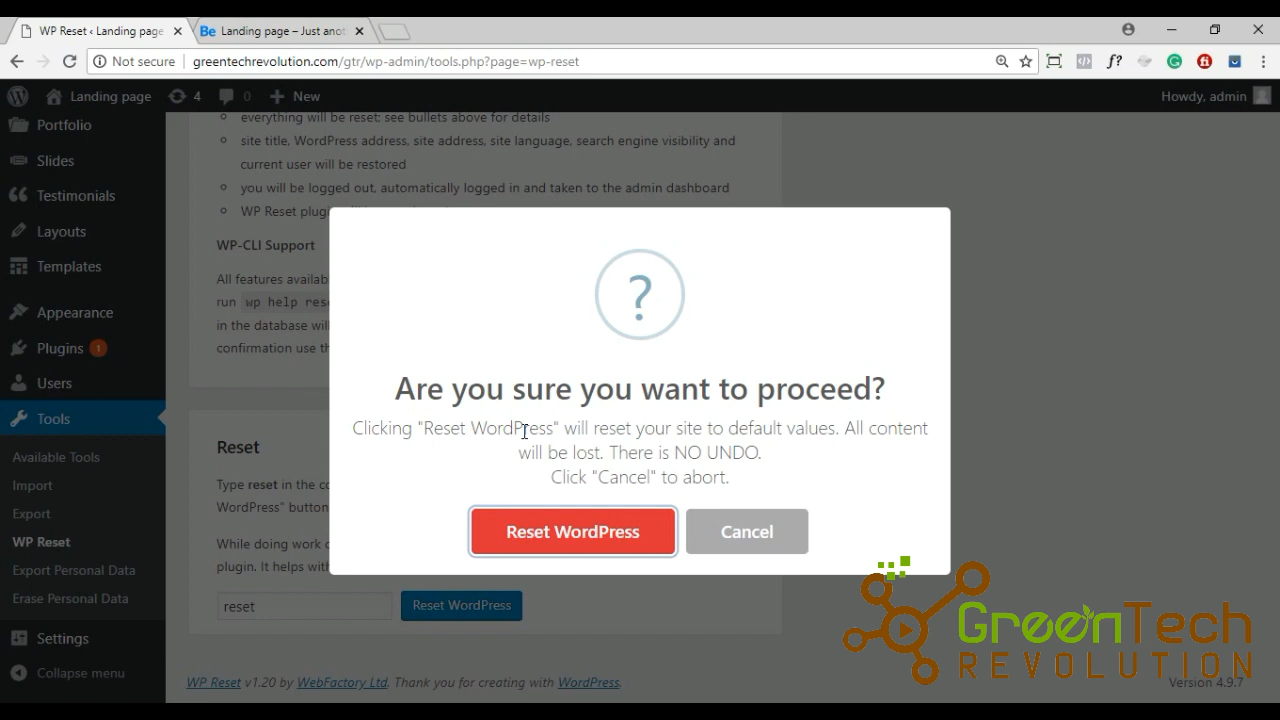 WP Reset ‹ Landing page
Landing page – Just anot
Not secure
greentechrevolution.com/gtr/wp-admin/tools.php?page=wp-reset
f?
Landing page
4
0
New
Howdy, admin
Portfolio
Slides
Testimonials
Layouts
Templates
Appearance
Plugins 1
Users
Tools
Available Tools
Import
Export
WP Reset
Export Personal Data
Erase Personal Data
Settings
Collapse menu
everything will be reset; see bullets above for details
site title, WordPress address, site address, site language, search engine visibility and
current user will be restored
you will be logged out, automatically logged in and taken to the admin dashboard
WP Reset
WP-CLI Support
All features
run wp help
in the database
confirmation use
?
Are you sure you want to proceed?
Clicking "Reset WordPress" will reset your site to default values. All content
will be lost. There is NO UNDO.
Click "Cancel" to abort.
Reset WordPress
Cancel
Reset
Type reset in the
WordPress" button
While doing work
plugin. It helps
reset
Reset WordPress
WP Reset v1.20 by WebFactory Ltd. Thank you for creating with WordPress.
Version 4.9.7
GreenTech
REVOLUTION